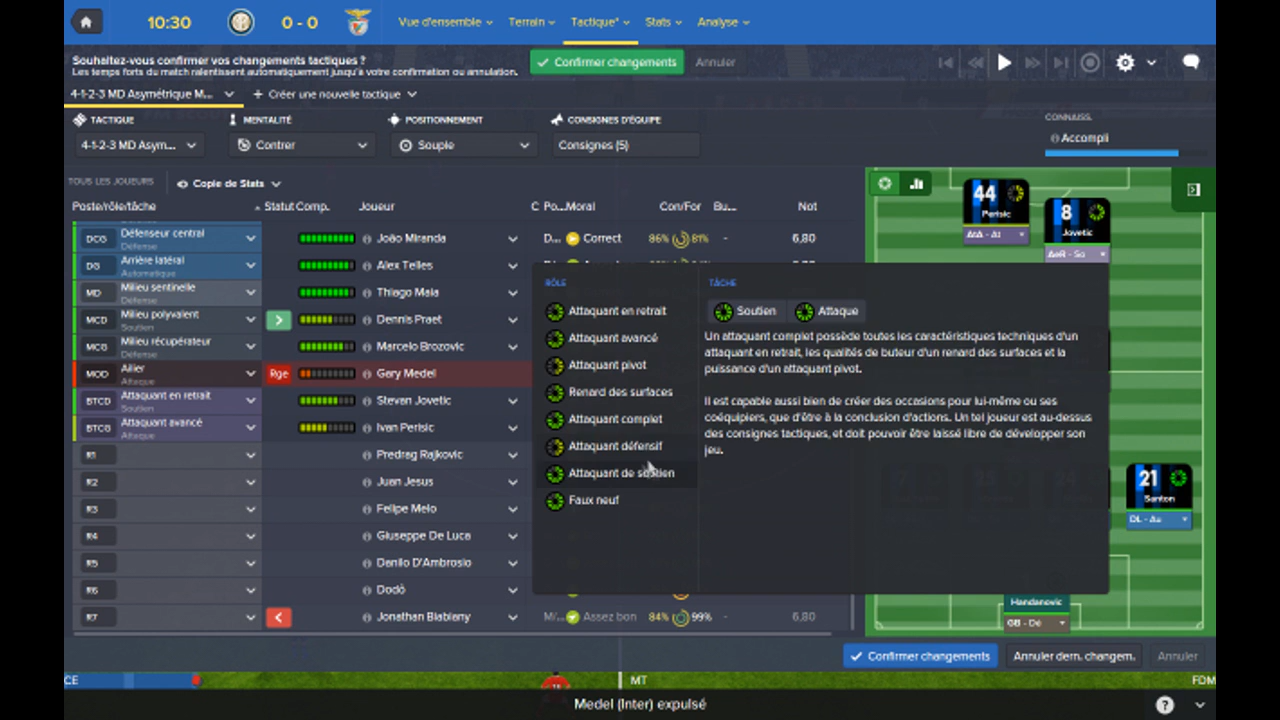 10:30 0 - 0 Vue d'ensemble Terrain Tactique* Stats Analyse
Souhaitez-vous confirmer vos changements tactiques ?
Les temps forts du match ralentissent automatiquement jusqu'à votre confirmation ou annulation.
Confirmer changements Annuler
4-1-2-3 MD Asymétrique M... + Créer une nouvelle tactique
TACTIQUE MENTALITÉ POSITIONNEMENT CONSIGNES D'ÉQUIPE CONNAISS.
4-1-2-3 MD Asym... Contrer Souple Consignes (5) Accompli
TOUS LES JOUEURS Copie de Stats
Poste/rôle/tâche Statut Comp. Joueur C Po... Moral Con/For Bu... Not
44 Perisic
AtA - At
8 Jovetic
AeR - So
DCG Défenseur central Défense João Miranda D... Correct 86% 81% - 6,80
DG Arrière latéral Automatique Alex Telles
MD Milieu sentinelle Défense Thiago Maia
MCD Milieu polyvalent Soutien Dennis Praet
MCG Milieu récupérateur Défense Marcelo Brozovic
MOD Ailier Attaque Rge Gary Medel
BTCD Attaquant en retrait Soutien Stevan Jovetic
BTCG Attaquant avancé Attaque Ivan Perisic
R1 Predrag Rajkovic
R2 Juan Jesus
R3 Felipe Melo
R4 Giuseppe De Luca
R5 Danilo D'Ambrosio
R6 Dodô
R7 Jonathan Biabiany M/... Assez bon 84% 99% - 6,80
RÔLE
Attaquant en retrait
Attaquant avancé
Attaquant pivot
Renard des surfaces
Attaquant complet
Attaquant défensif
Attaquant de soutien
Faux neuf
TÂCHE
Soutien Attaque
Un attaquant complet possède toutes les caractéristiques techniques d'un
attaquant en retrait, les qualités de buteur d'un renard des surfaces et la
puissance d'un attaquant pivot.
Il est capable aussi bien de créer des occasions pour lui-même ou ses
coéquipiers, que d'être à la conclusion d'actions. Un tel joueur est au-dessus
des consignes tactiques, et doit pouvoir être laissé libre de développer son
jeu.
21 Santon
DL - Au
Handanovic
GB - Dé
Confirmer changements Annuler dern. changem. Annuler
CE MT FDM
Medel (Inter) expulsé